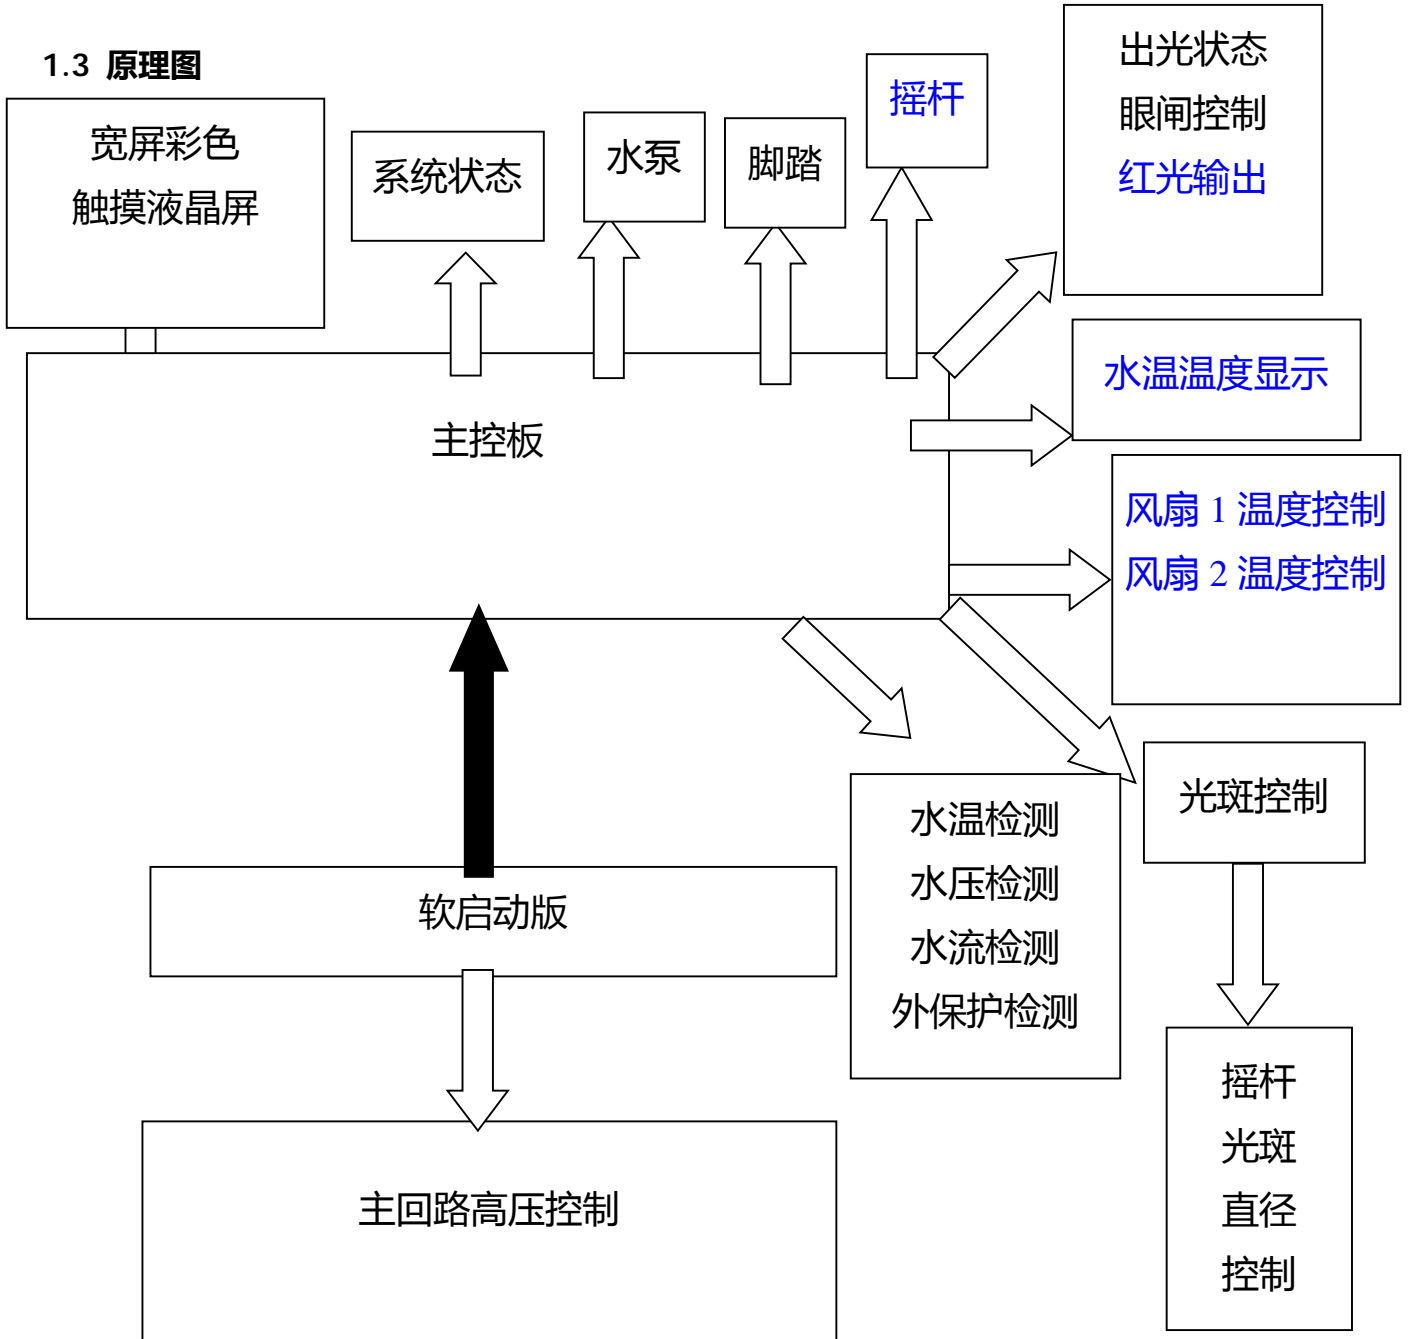 1.3 原理图
宽屏彩色
触摸液晶屏
系统状态
水泵
脚踏
摇杆
出光状态
眼闸控制
红光输出
水温温度显示
主控板
风扇 1 温度控制
风扇 2 温度控制
光斑控制
水温检测
水压检测
水流检测
外保护检测
软启动版
摇杆
光斑
直径
控制
主回路高压控制